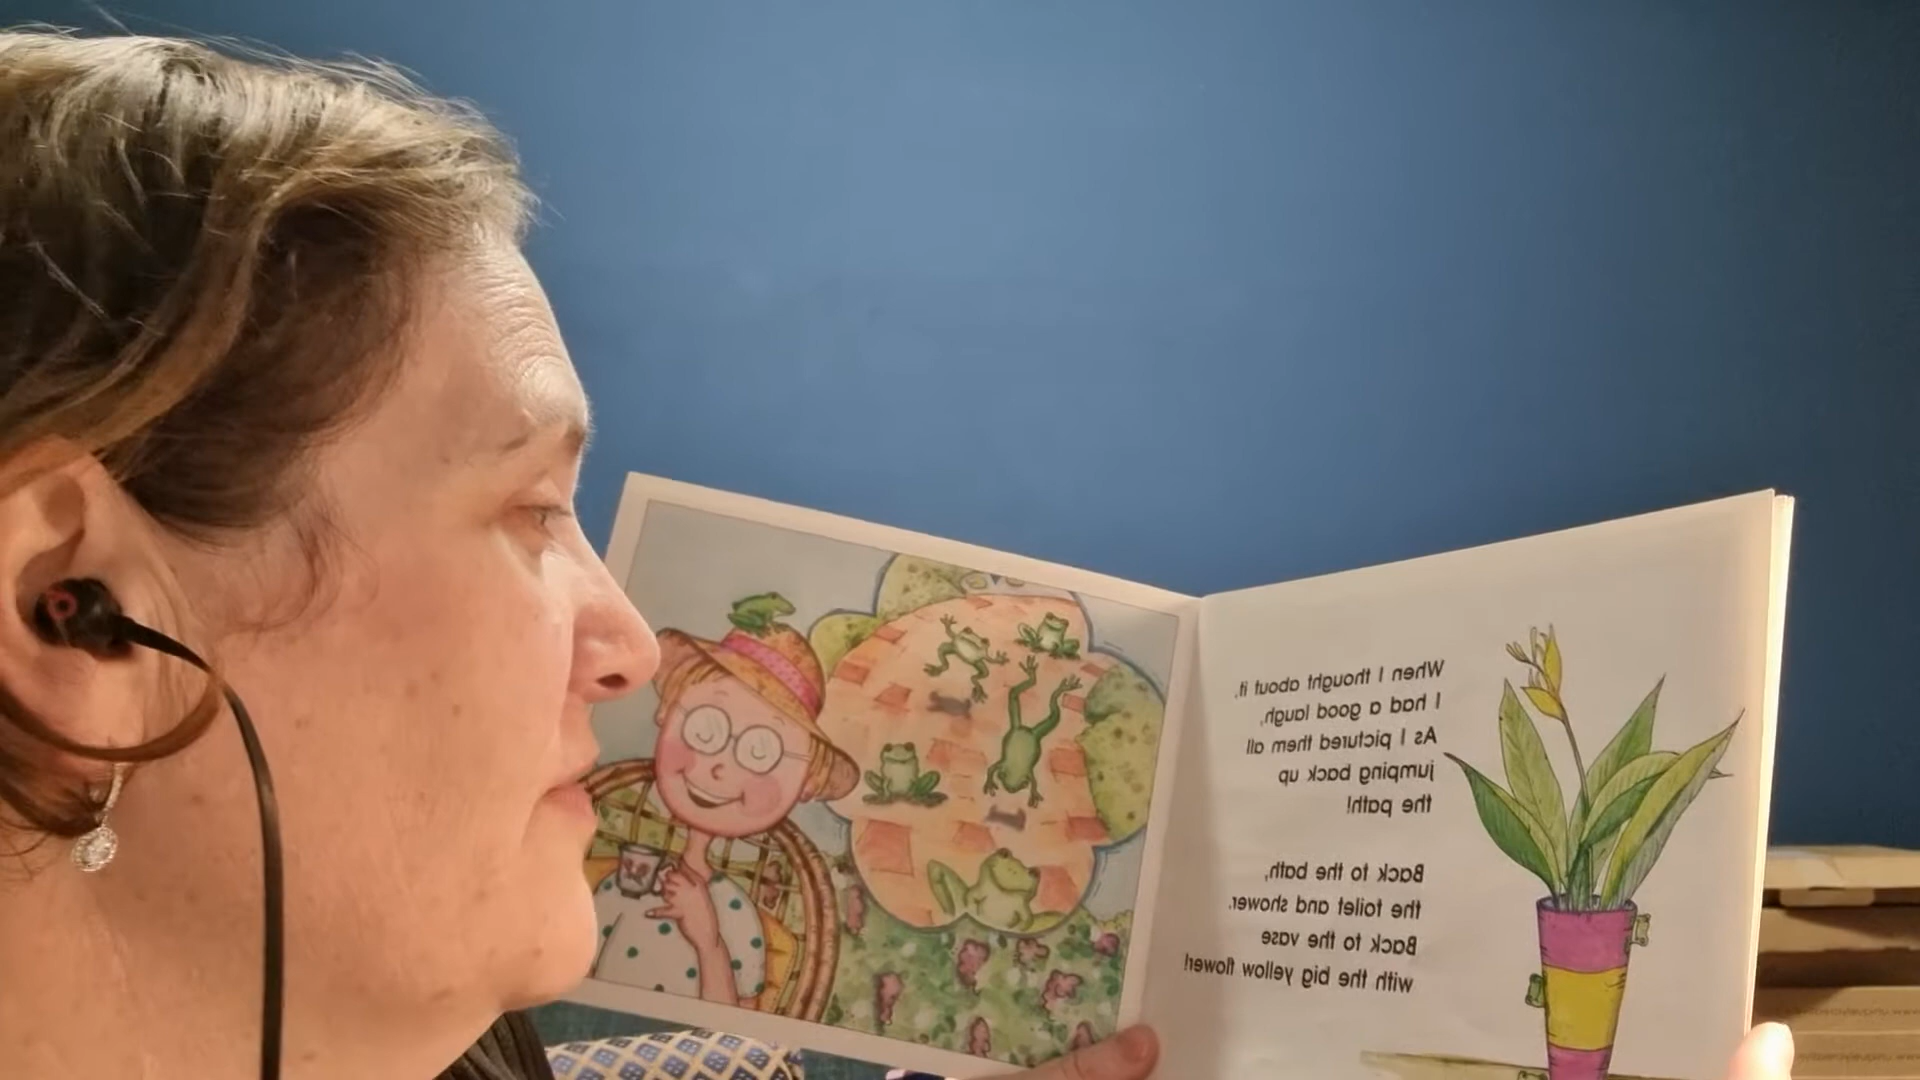 When I thought about it,
I had a good laugh,
As I pictured them all
jumping back up
the path!
Back to the bath,
the toilet and shower.
Back to the vase
with the big yellow flower!